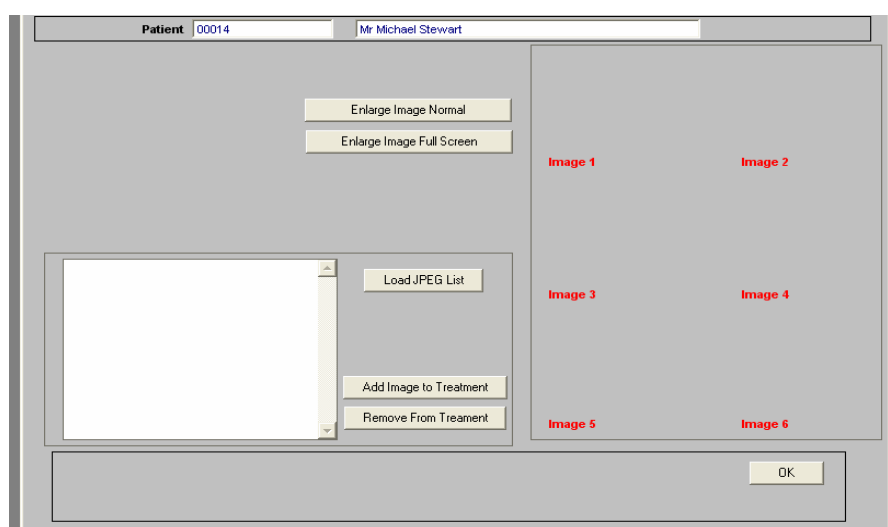 Patient 00014 Mr Michael Stewart
Enlarge Image Normal
Enlarge Image Full Screen
Image 1 Image 2
Load JPEG List
Image 3 Image 4
Add Image to Treatment
Remove From Treament
Image 5 Image 6
OK